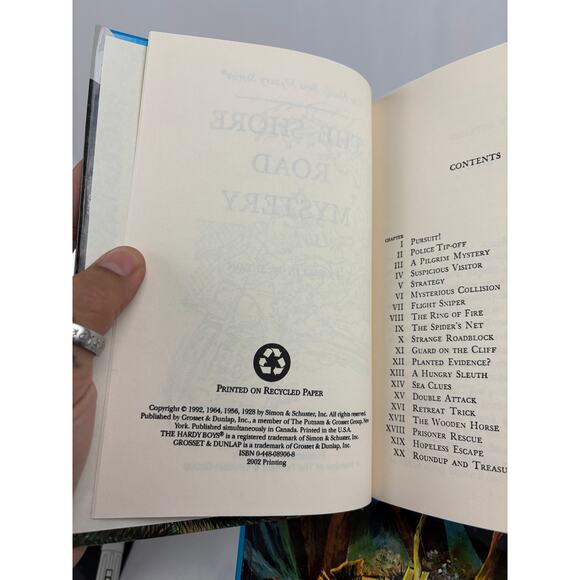 PRINTED ON RECYCLED PAPER
Copyright © 1992, 1964, 1956, 1928 by Simon & Schuster, Inc. All rights reserved.
Published by Grosset & Dunlap, Inc., a member of The Putnam & Grosset Group, New
York. Published simultaneously in Canada. Printed in the U.S.A.
THE HARDY BOYS® is a registered trademark of Simon & Schuster, Inc.
GROSSET & DUNLAP is a trademark of Grosset & Dunlap, Inc.
ISBN 0-448-08906-8
2002 Printing
THE SHORE
ROAD
MYSTERY
CONTENTS
CHAPTER
I PURSUIT!
II POLICE TIP-OFF
III A PILGRIM MYSTERY
IV SUSPICIOUS VISITOR
V STRATEGY
VI MYSTERIOUS COLLISION
VII FLIGHT SNIPER
VIII THE RING OF FIRE
IX THE SPIDER'S NET
X STRANGE ROADBLOCK
XI GUARD ON THE CLIFF
XII PLANTED EVIDENCE?
XIII A HUNGRY SLEUTH
XIV SEA CLUES
XV DOUBLE ATTACK
XVI RETREAT TRICK
XVII THE WOODEN HORSE
XVIII PRISONER RESCUE
XIX HOPELESS ESCAPE
XX ROUNDUP AND TREASU